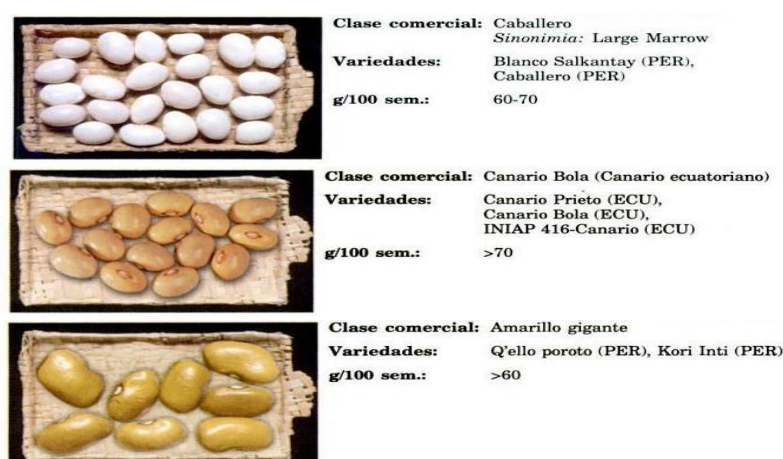 Clase comercial: Caballero
Sinonimia: Large Marrow
Variedades: Blanco Salkantay (PER),
Caballero (PER)
g/100 sem.: 60-70
Clase comercial: Canario Bola (Canario ecuatoriano)
Variedades: Canario Prieto (ECU),
Canario Bola (ECU),
INIAP 416-Canario (ECU)
g/100 sem.: >70
Clase comercial: Amarillo gigante
Variedades: Q'ello poroto (PER), Kori Inti (PER)
g/100 sem.: >60